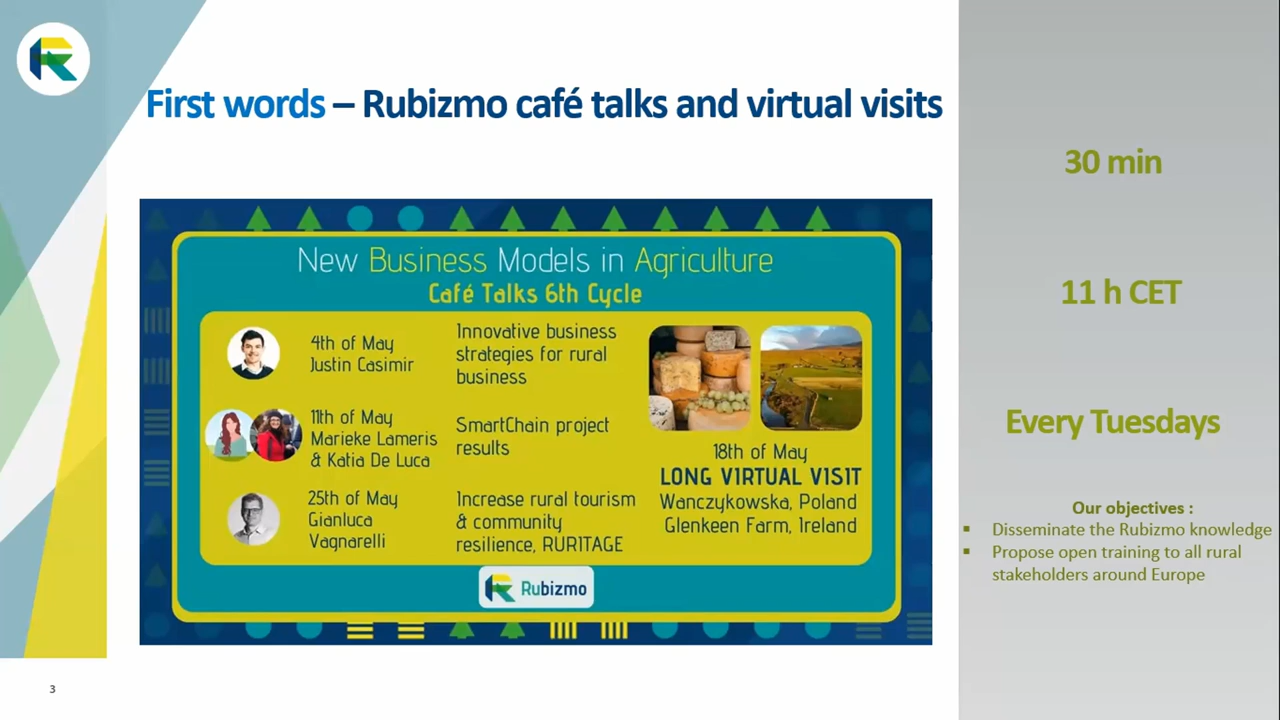 First words – Rubizmo café talks and virtual visits
New Business Models in Agriculture
Café Talks 6th Cycle
4th of May
Justin Casimir
Innovative business
strategies for rural
business
11th of May
Marieke Lameris
& Katia De Luca
SmartChain project
results
25th of May
Gianluca
Vagnarelli
Increase rural tourism
& community
resilience, RURITAGE
18th of May
LONG VIRTUAL VISIT
Wanczykowska, Poland
Glenkeen Farm, Ireland
Rubizmo
30 min
11 h CET
Every Tuesdays
Our objectives :
▪ Disseminate the Rubizmo knowledge
▪ Propose open training to all rural
stakeholders around Europe
3